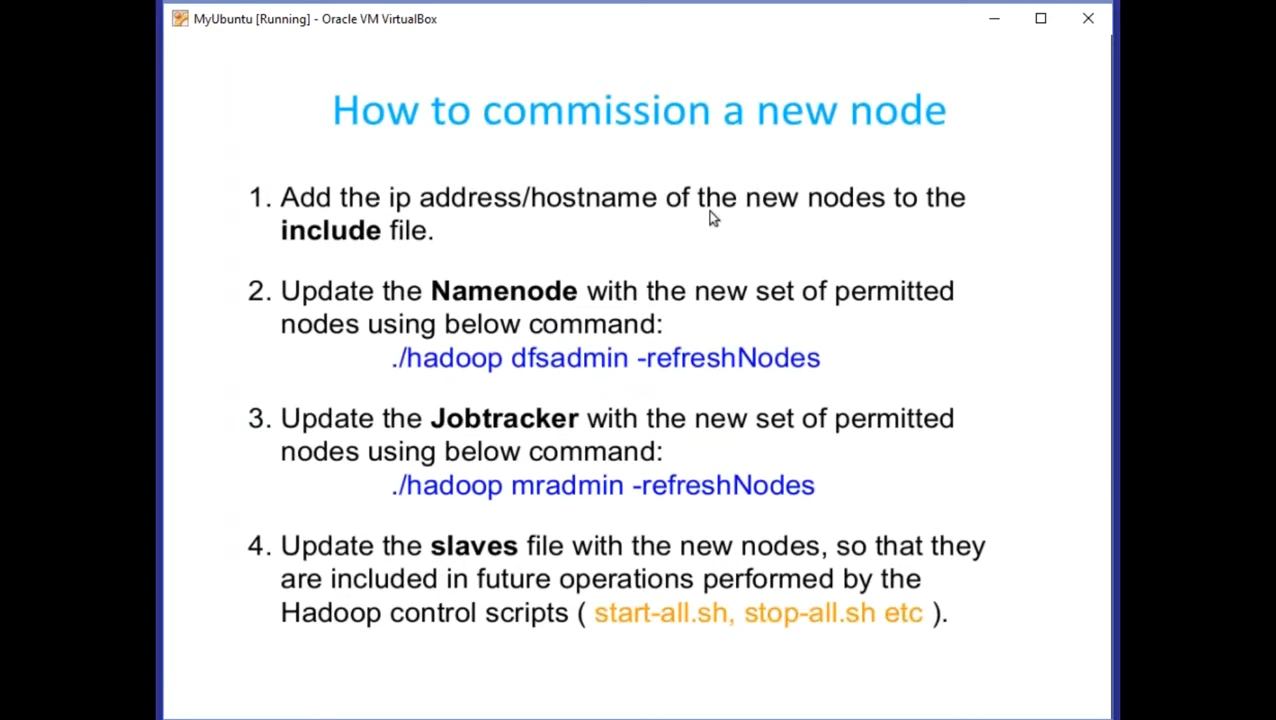 MyUbuntu [Running] - Oracle VM VirtualBox
How to commission a new node
1. Add the ip address/hostname of the new nodes to the
include file.
2. Update the Namenode with the new set of permitted
nodes using below command:
./hadoop dfsadmin -refreshNodes
3. Update the Jobtracker with the new set of permitted
nodes using below command:
./hadoop mradmin -refreshNodes
4. Update the slaves file with the new nodes, so that they
are included in future operations performed by the
Hadoop control scripts ( start-all.sh, stop-all.sh etc ).